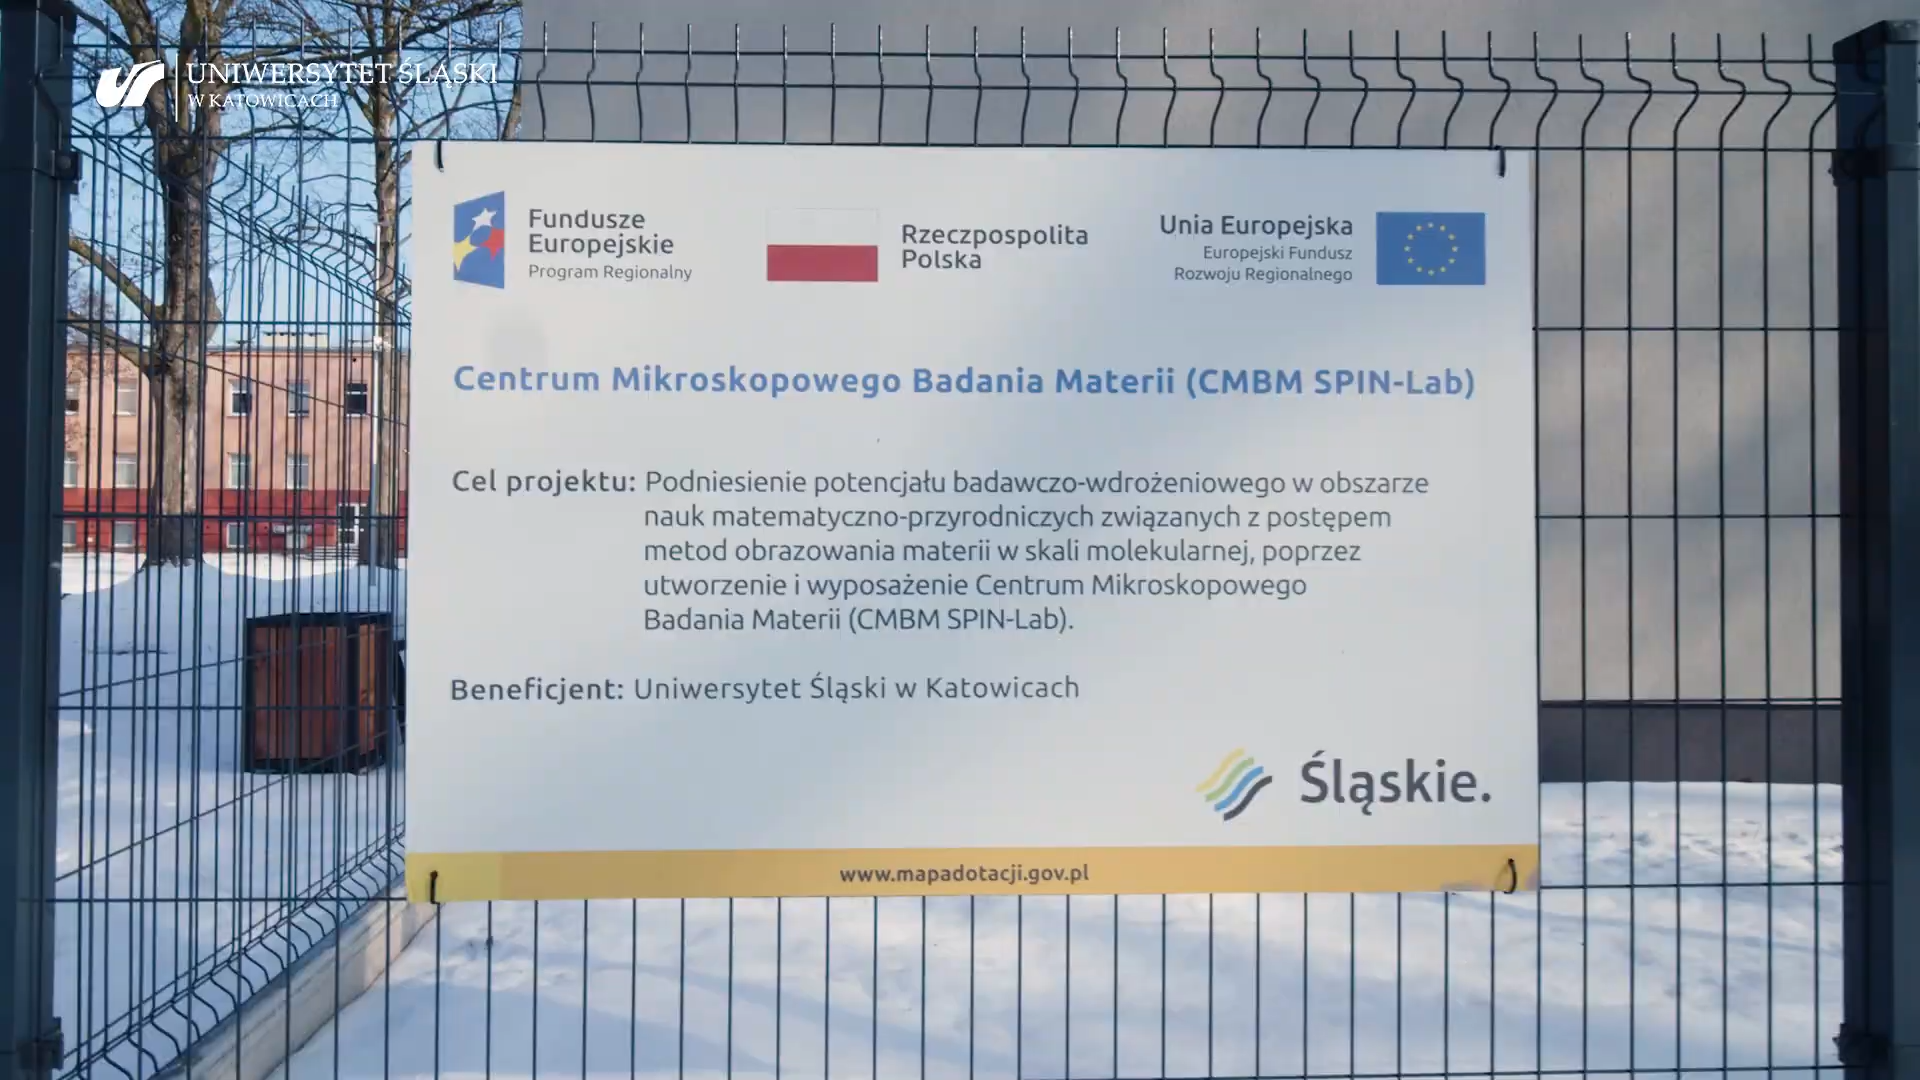 UNIWERSYTET ŚLĄSKI
W KATOWICACH
Fundusze
Europejskie
Program Regionalny
Rzeczpospolita
Polska
Unia Europejska
Europejski Fundusz
Rozwoju Regionalnego
Centrum Mikroskopowego Badania Materii (CMBM SPIN-Lab)
Cel projektu: Podniesienie potencjału badawczo-wdrożeniowego w obszarze
nauk matematyczno-przyrodniczych związanych z postępem
metod obrazowania materii w skali molekularnej, poprzez
utworzenie i wyposażenie Centrum Mikroskopowego
Badania Materii (CMBM SPIN-Lab).
Beneficjent: Uniwersytet Śląski w Katowicach
Śląskie.
www.mapadotacji.gov.pl